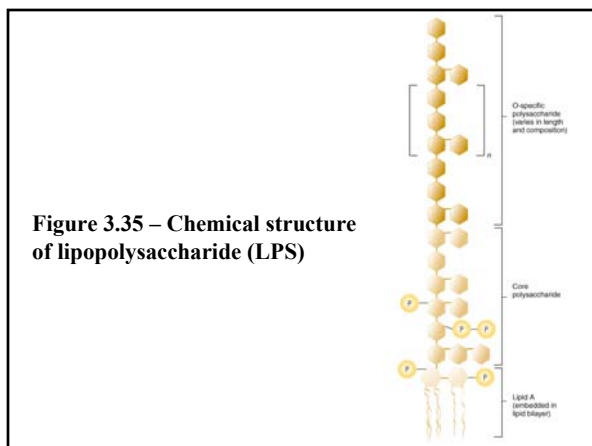 O-specific
polysaccharide
(varies in length
and composition)
n
Figure 3.35 – Chemical structure
of lipopolysaccharide (LPS)
Core
polysaccharide
P
P
P
P
P
Lipid A
(embedded in
lipid bilayer)